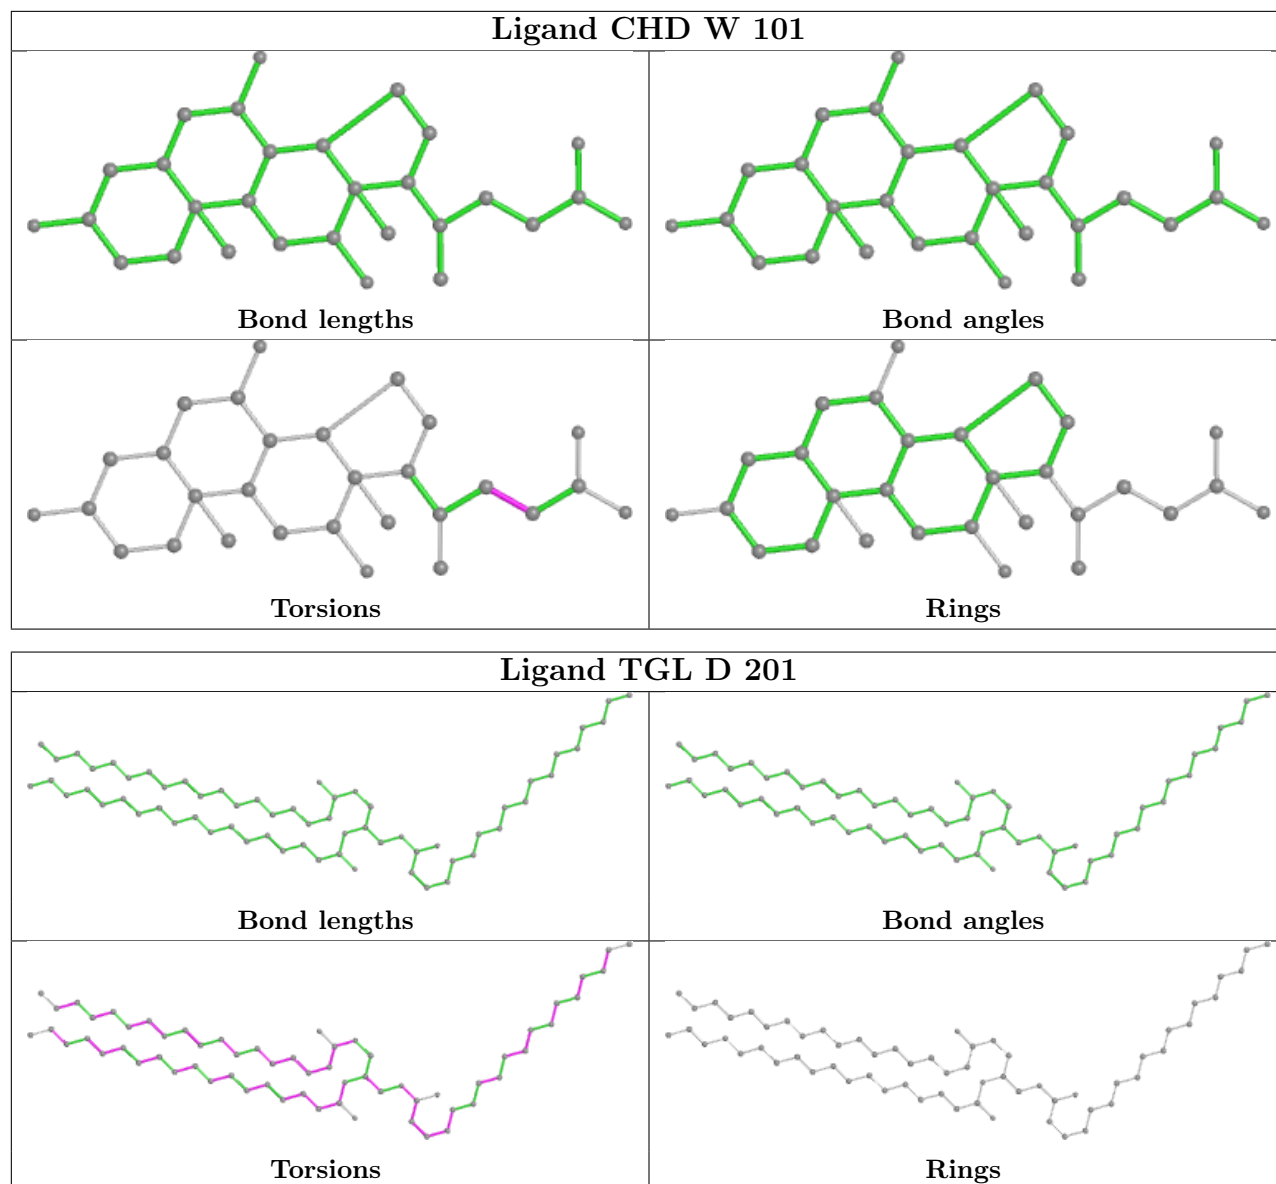 Ligand CHD W 101
Bond lengths
Bond angles
Torsions
Rings
Ligand TGL D 201
Bond lengths
Bond angles
Torsions
Rings